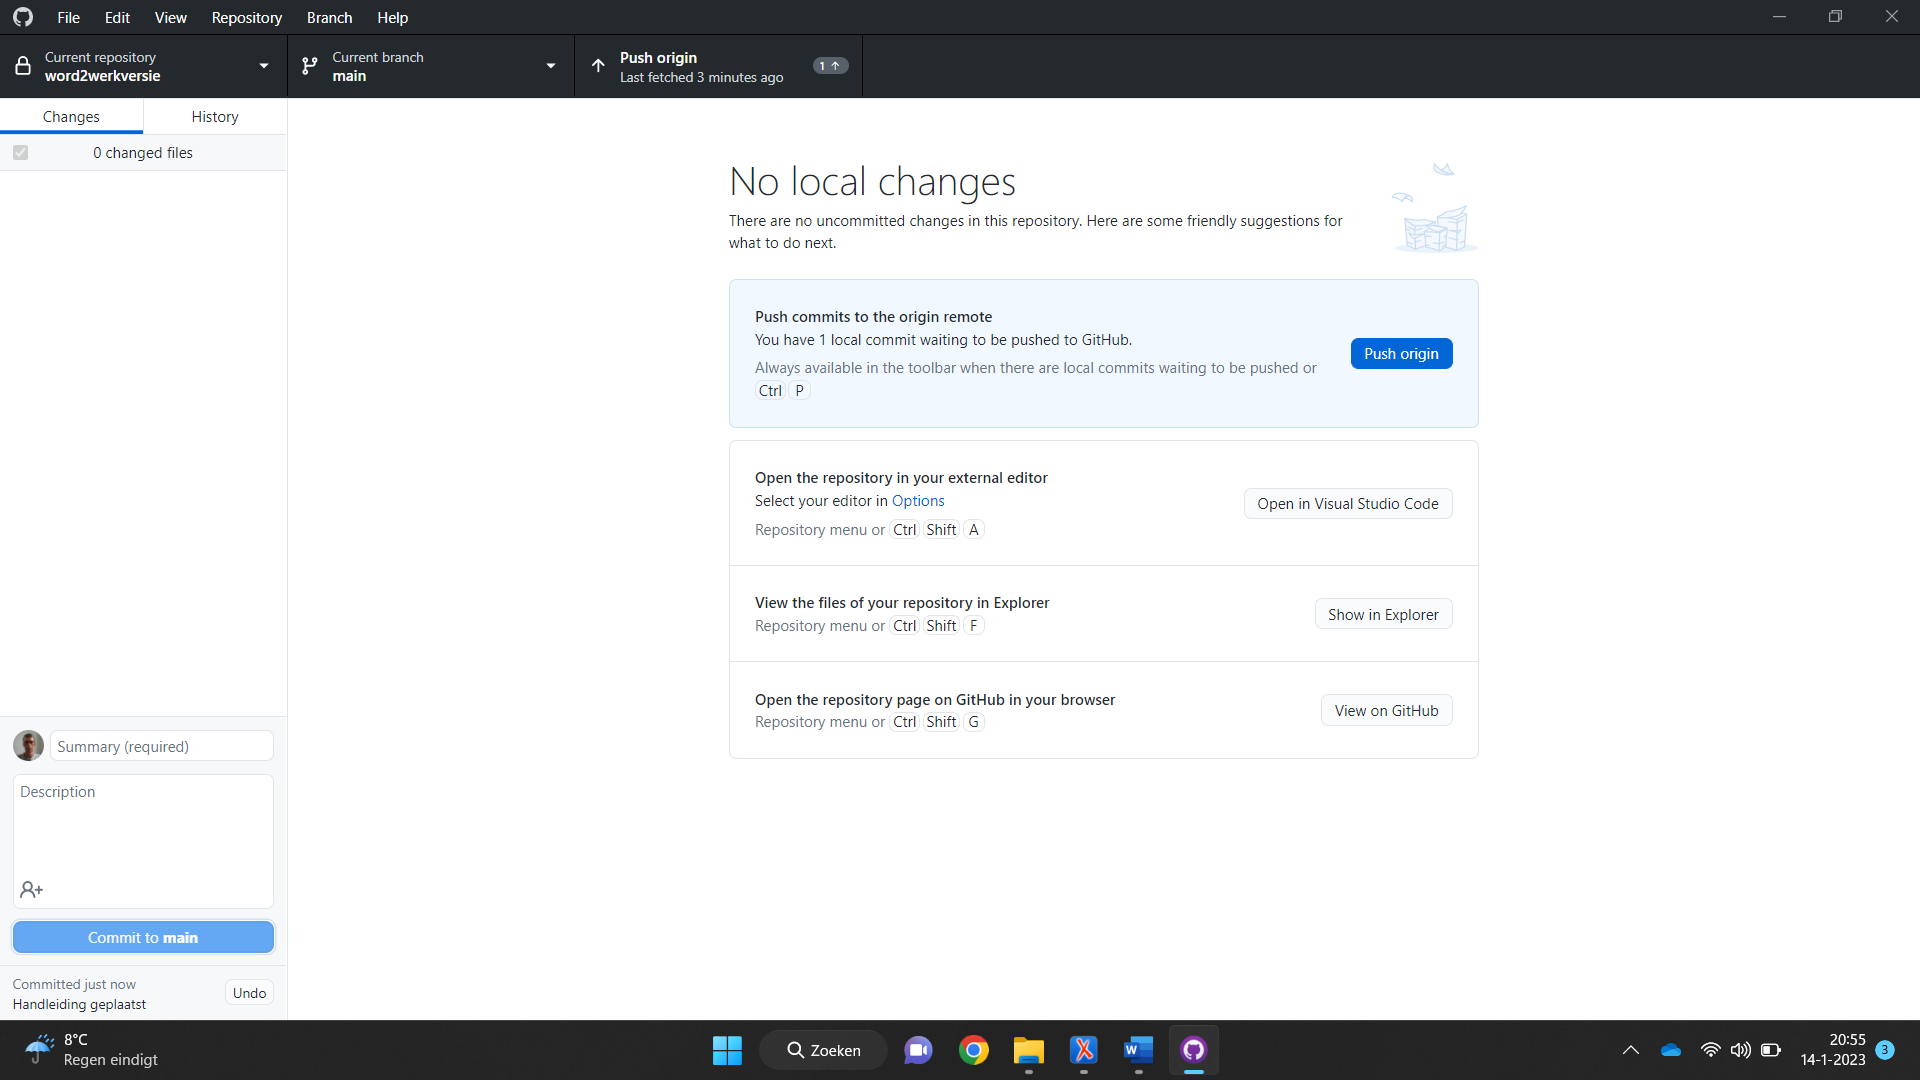 File Edit View Repository Branch Help
Current repository
word2werkversie
Current branch
main
Push origin
Last fetched 3 minutes ago
1
Changes History
0 changed files
No local changes
There are no uncommitted changes in this repository. Here are some friendly suggestions for
what to do next.
Push commits to the origin remote
You have 1 local commit waiting to be pushed to GitHub.
Always available in the toolbar when there are local commits waiting to be pushed or
Ctrl P
Push origin
Open the repository in your external editor
Select your editor in Options
Repository menu or Ctrl Shift A
Open in Visual Studio Code
View the files of your repository in Explorer
Repository menu or Ctrl Shift F
Show in Explorer
Open the repository page on GitHub in your browser
Repository menu or Ctrl Shift G
View on GitHub
Summary (required)
Description
Commit to main
Committed just now
Handleiding geplaatst
Undo
8°C
Regen eindigt
Zoeken
W
20:55
14-1-2023
3